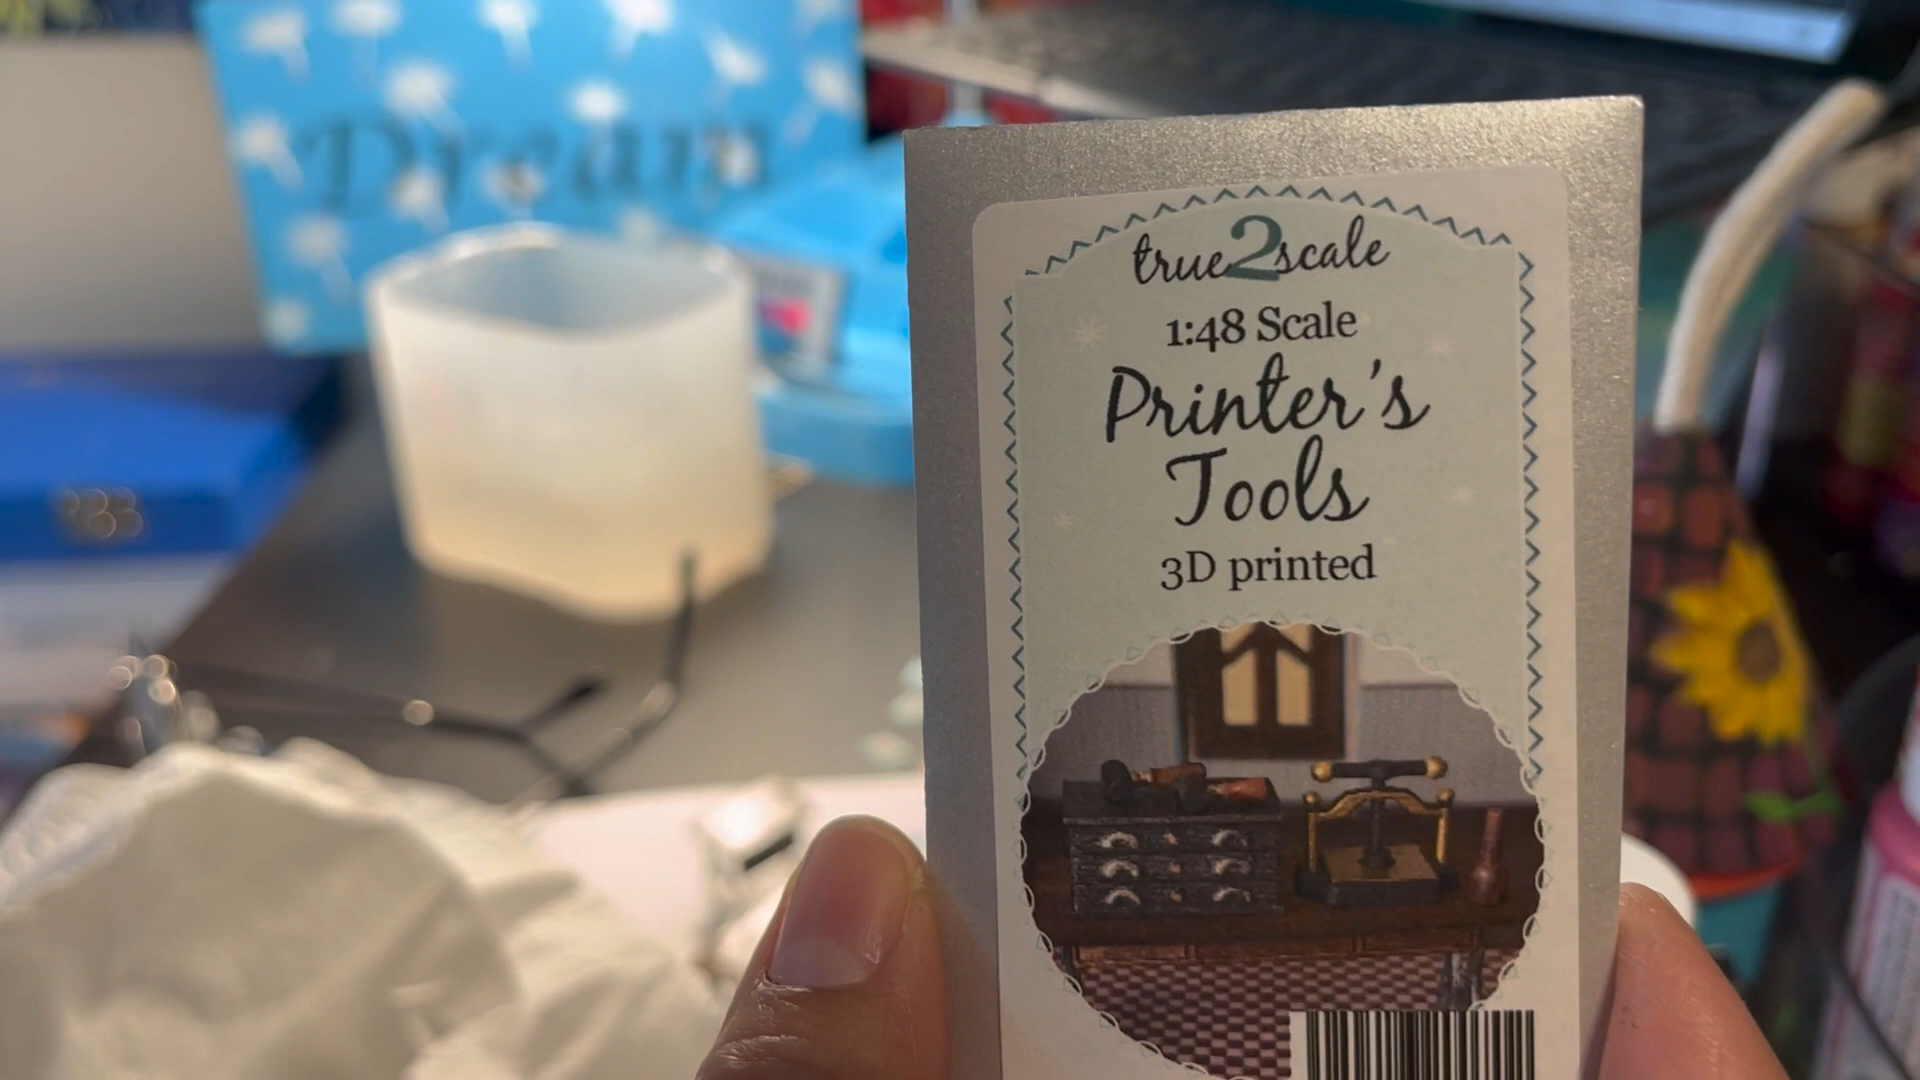 Dream
true2scale
1:48 Scale
Printer's
Tools
3D printed